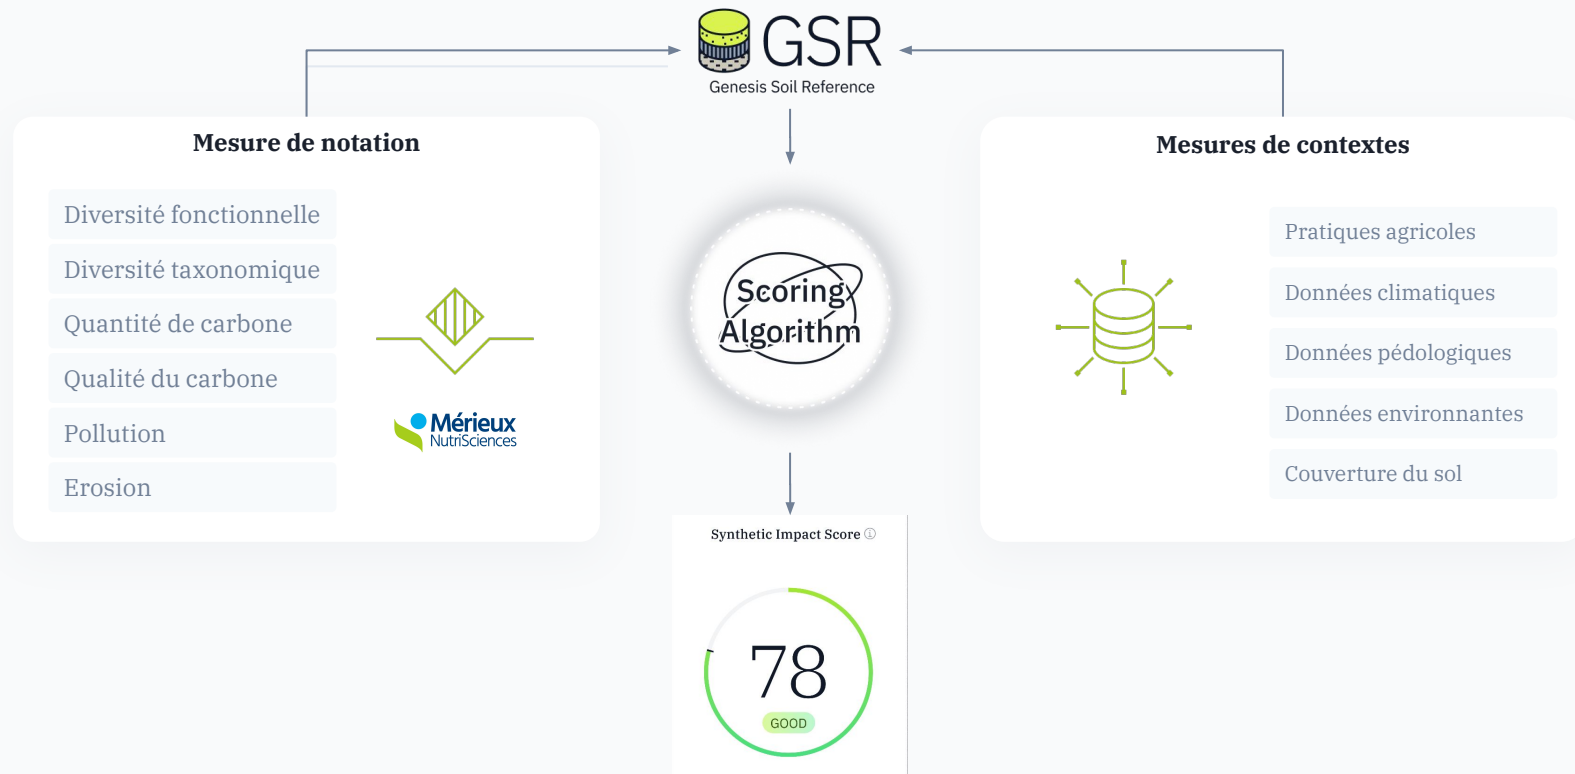 GSR
Genesis Soil Reference
Mesure de notation
Diversité fonctionnelle
Diversité taxonomique
Quantité de carbone
Qualité du carbone
Pollution
Erosion
Mérieux
NutriSciences
Scoring
Algorithm
Mesures de contextes
Pratiques agricoles
Données climatiques
Données pédologiques
Données environnantes
Couverture du sol
Synthetic Impact Score ⓘ
78
GOOD